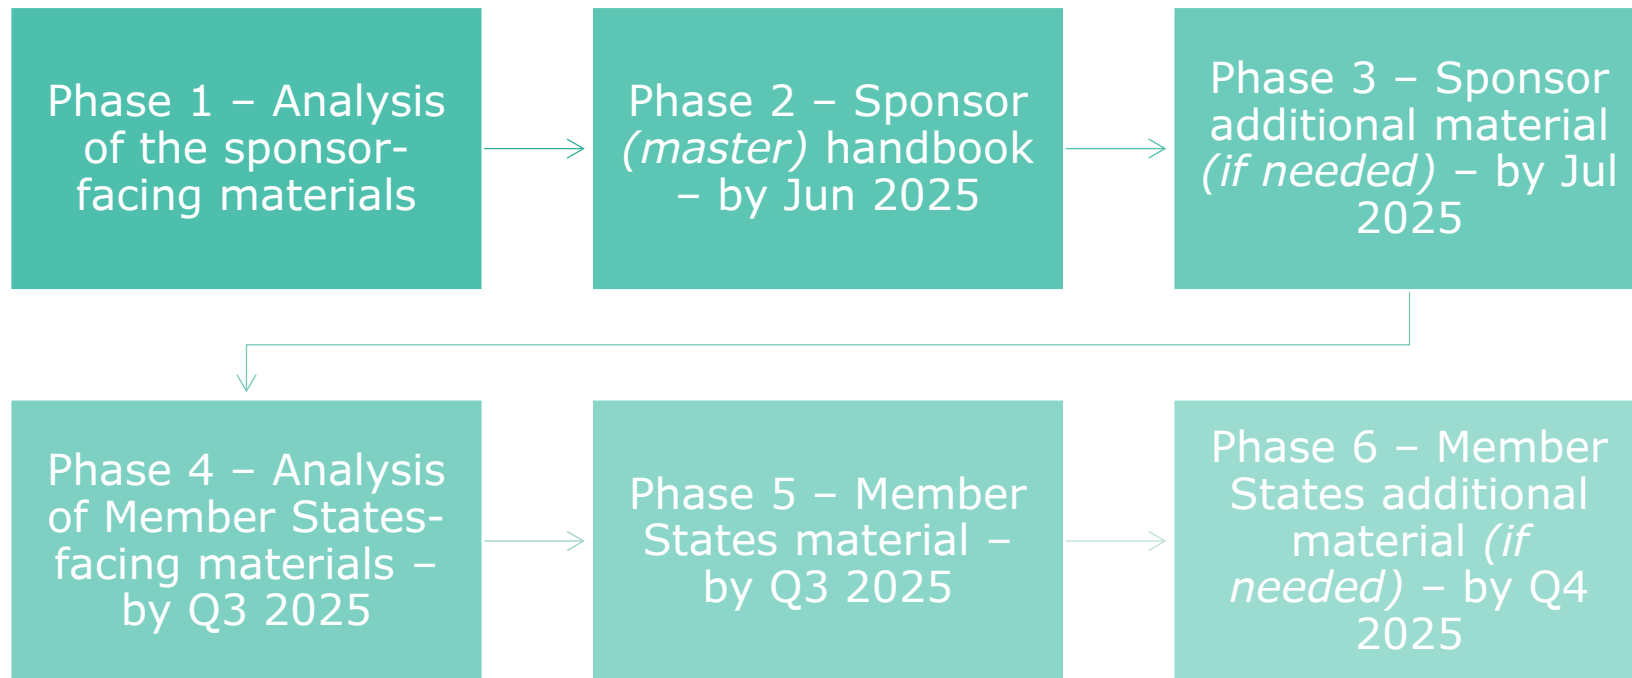 Phase 1 – Analysis
of the sponsor-
facing materials
Phase 2 – Sponsor
(master) handbook
– by Jun 2025
Phase 3 – Sponsor
additional material
(if needed) – by Jul
2025
Phase 4 – Analysis
of Member States-
facing materials –
by Q3 2025
Phase 5 – Member
States material –
by Q3 2025
Phase 6 – Member
States additional
material (if
needed) – by Q4
2025